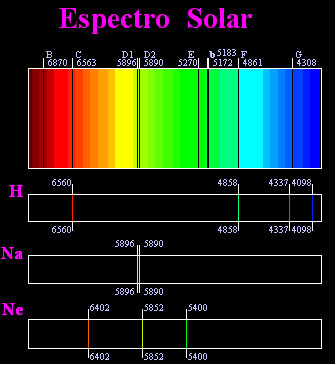 Espectro Solar
B C D1 D2 E b 5183 F G
6870 6563 5896 5890 5270 5172 4861 4308
6560 4858 4337 4098
H
6560 4858 4337 4098
Na
5896 5890
5896 5890
Ne
6402 5852 5400
6402 5852 5400